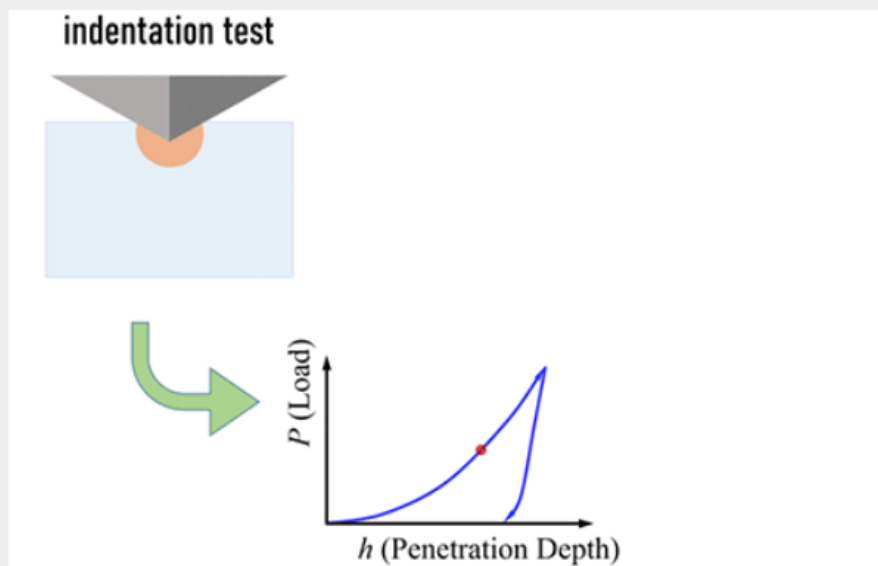 indentation test
P (Load)
h (Penetration Depth)